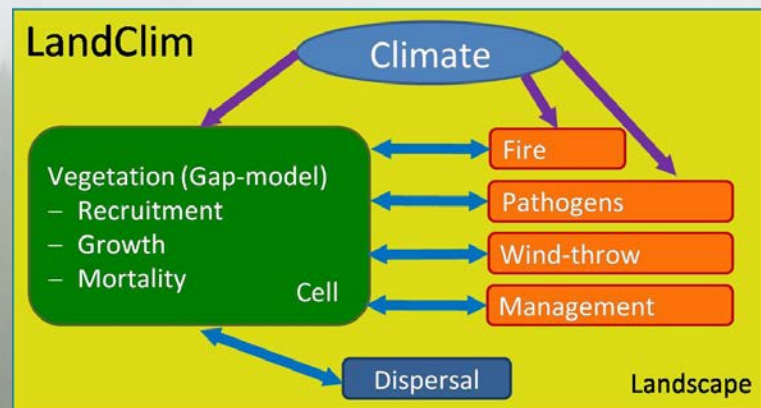 LandClim
Climate
Vegetation (Gap-model)
– Recruitment
– Growth
– Mortality
Cell
Fire
Pathogens
Wind-throw
Management
Dispersal
Landscape